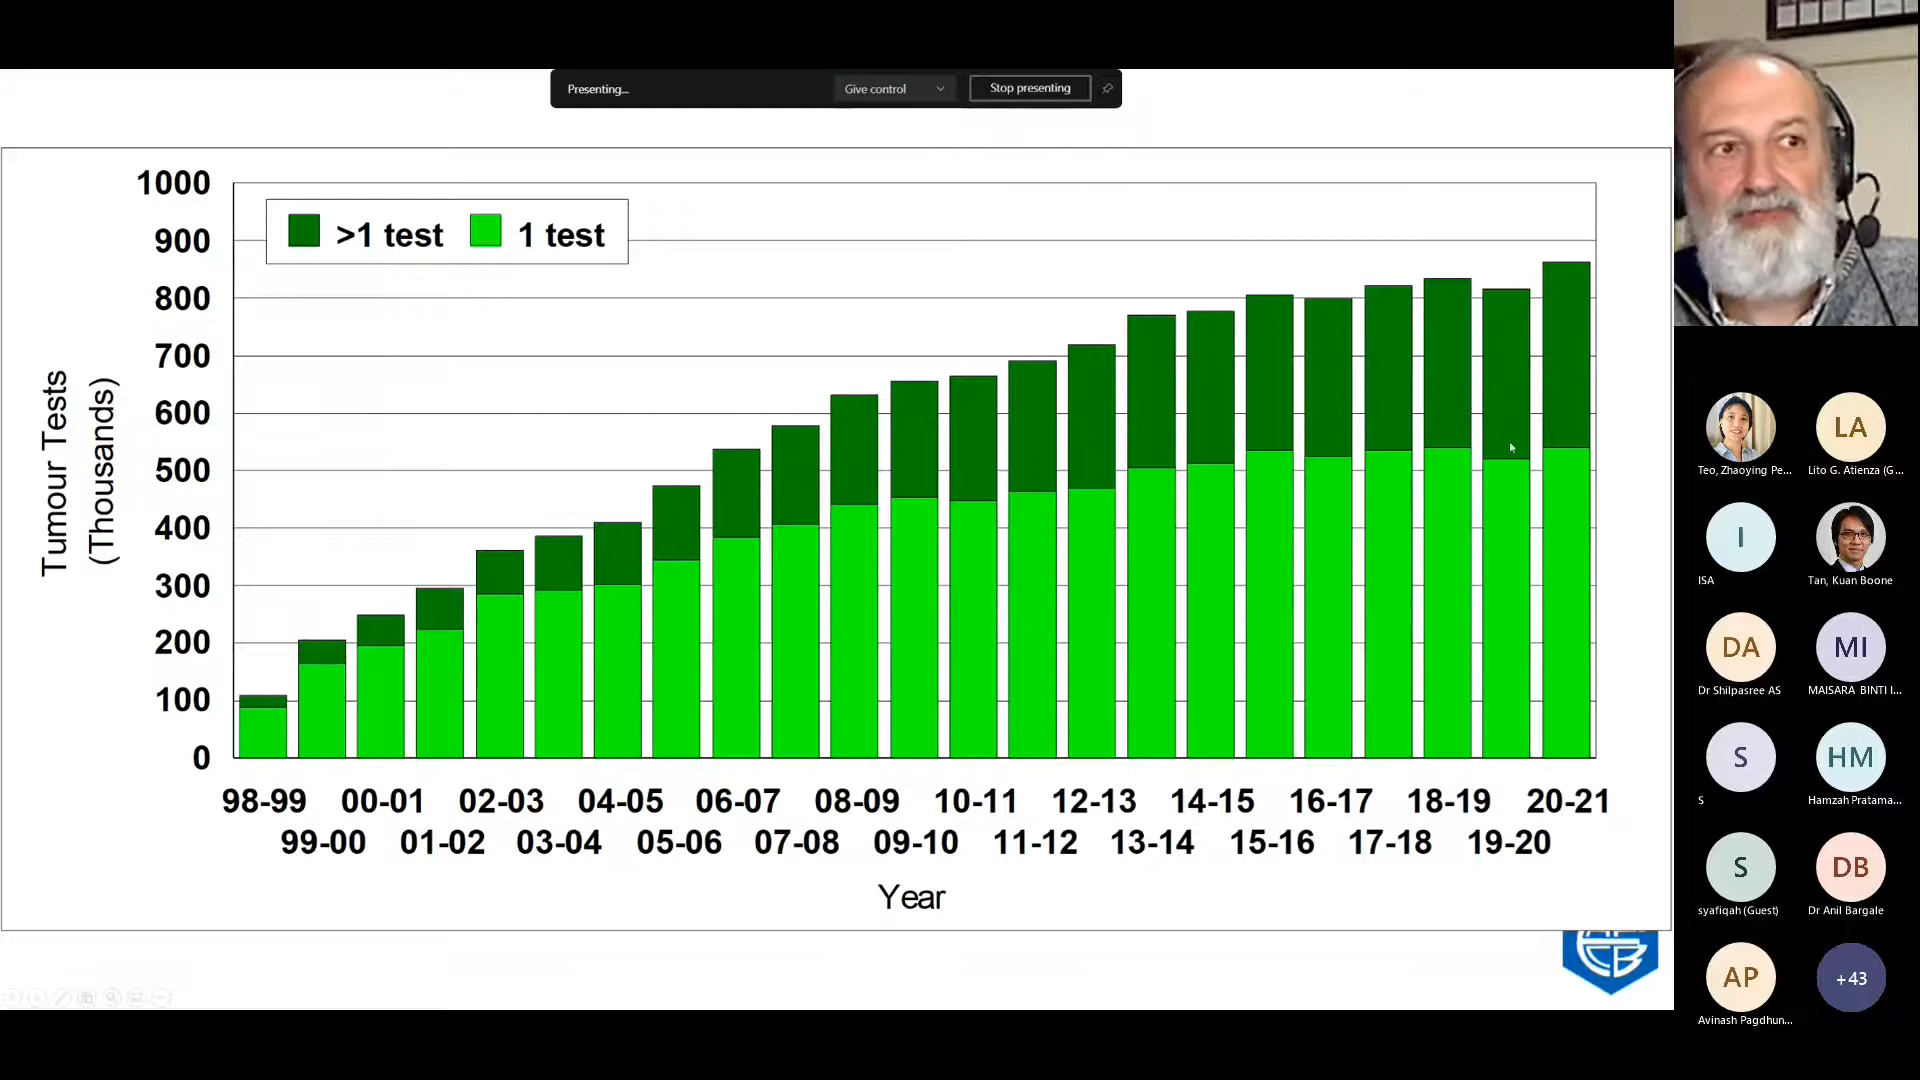 Presenting...
Give control
Stop presenting
1000
900
800
700
600
500
400
300
200
100
0
>1 test
1 test
Tumour Tests
(Thousands)
98-99
00-01
02-03
04-05
06-07
08-09
10-11
12-13
14-15
16-17
18-19
20-21
99-00
01-02
03-04
05-06
07-08
09-10
11-12
13-14
15-16
17-18
19-20
Year
CB
Teo, Zhaoying Pe...
LA
Lito G. Atienza (G...
I
ISA
Tan, Kuan Boone
DA
Dr Shilpasree AS
MI
MAISARA BINTI I...
S
S
HM
Hamzah Pratama...
S
syafiqah (Guest)
DB
Dr Anil Bargale
AP
Avinash Pagdhun...
+43